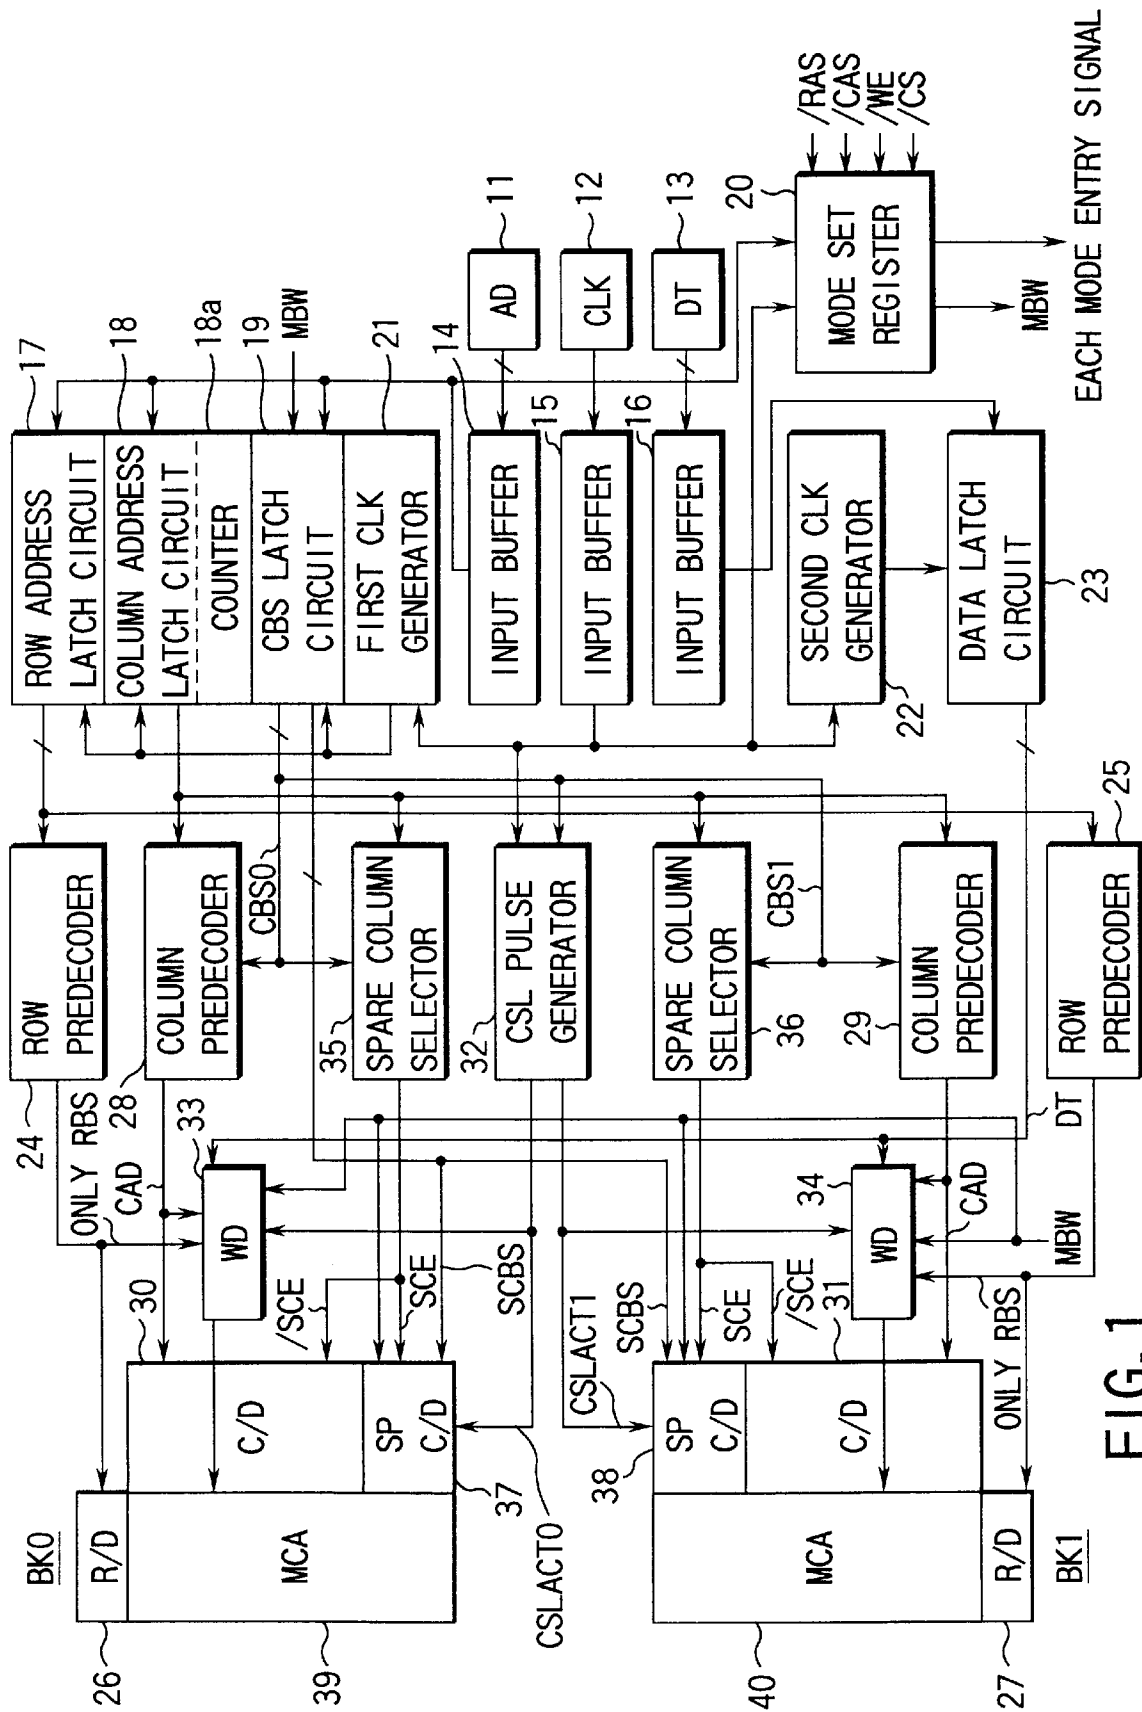 BK0
26
R/D
39
MCA
30
C/D
SP
C/D
37
CSLACT0
24
ROW
PREDECODER
ONLY RBS
28
COLUMN
PREDECODER
CAD
33
WD
/SCE
SCE
SCBS
CBS0
35
SPARE COLUMN
SELECTOR
32
CSL PULSE
GENERATOR
17
ROW ADDRESS
LATCH CIRCUIT
18
COLUMN ADDRESS
LATCH CIRCUIT
18a
COUNTER
19
CBS LATCH
CIRCUIT
MBW
21
FIRST CLK
GENERATOR
14
INPUT BUFFER
11
AD
15
INPUT BUFFER
12
CLK
16
INPUT BUFFER
13
DT
20
MODE SET
REGISTER
/RAS
/CAS
/WE
/CS
MBW
EACH MODE ENTRY SIGNAL
SECOND CLK
GENERATOR
22
DATA LATCH
CIRCUIT
23
SPARE COLUMN
SELECTOR
36
CBS1
COLUMN
PREDECODER
29
ROW
PREDECODER
25
CSLACT1
SCBS
SCE
/SCE
34
WD
CAD
DT
MBW
ONLY RBS
38
SP
C/D
31
C/D
40
MCA
27
R/D
BK1
FIG. 1